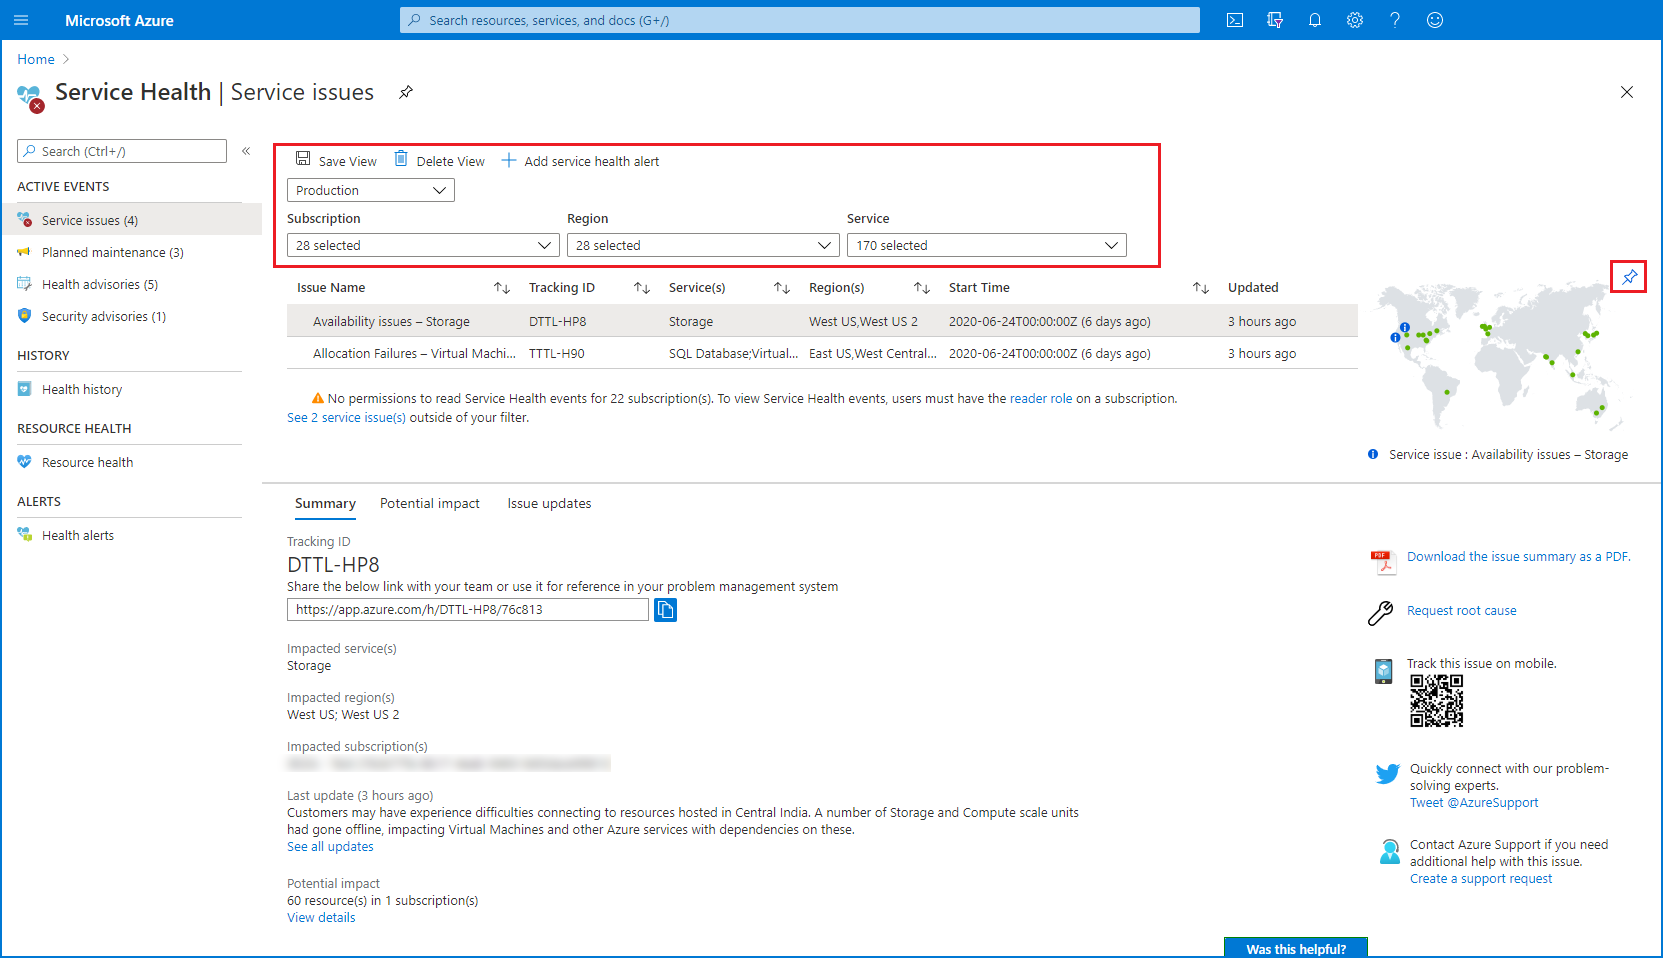 Microsoft Azure
Search resources, services, and docs (G+/)
Home
Service Health | Service issues
Search (Ctrl+/)
«
ACTIVE EVENTS
Service issues (4)
Planned maintenance (3)
Health advisories (5)
Security advisories (1)
HISTORY
Health history
RESOURCE HEALTH
Resource health
ALERTS
Health alerts
Save View
Delete View
Add service health alert
Production
Subscription
Region
Service
28 selected
28 selected
170 selected
Issue Name
Tracking ID
Service(s)
Region(s)
Start Time
Updated
Availability issues – Storage
DTTL-HP8
Storage
West US,West US 2
2020-06-24T00:00:00Z (6 days ago)
3 hours ago
Allocation Failures – Virtual Machi...
TTTL-H90
SQL Database;Virtual...
East US,West Central...
2020-06-24T00:00:00Z (6 days ago)
3 hours ago
No permissions to read Service Health events for 22 subscription(s). To view Service Health events, users must have the reader role on a subscription.
See 2 service issue(s) outside of your filter.
Service issue : Availability issues – Storage
Summary
Potential impact
Issue updates
Tracking ID
DTTL-HP8
Share the below link with your team or use it for reference in your problem management system
https://app.azure.com/h/DTTL-HP8/76c813
Impacted service(s)
Storage
Impacted region(s)
West US; West US 2
Impacted subscription(s)
Last update (3 hours ago)
Customers may have experience difficulties connecting to resources hosted in Central India. A number of Storage and Compute scale units
had gone offline, impacting Virtual Machines and other Azure services with dependencies on these.
See all updates
Potential impact
60 resource(s) in 1 subscription(s)
View details
PDF
Download the issue summary as a PDF.
Request root cause
Track this issue on mobile.
Quickly connect with our problem-
solving experts.
Tweet @AzureSupport
Contact Azure Support if you need
additional help with this issue.
Create a support request
Was this helpful?